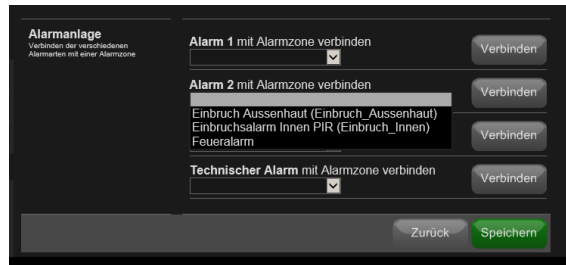 Alarmanlage
Verbinden der verschiedenen
Alarmarten mit einer Alarmzone
Alarm 1 mit Alarmzone verbinden
Verbinden
Alarm 2 mit Alarmzone verbinden
Verbinden
Einbruch Aussenhaut (Einbruch_Aussenhaut)
Einbruchsalarm Innen PIR (Einbruch_Innen)
Feueralarm
Verbinden
Technischer Alarm mit Alarmzone verbinden
Verbinden
Zurück
Speichern